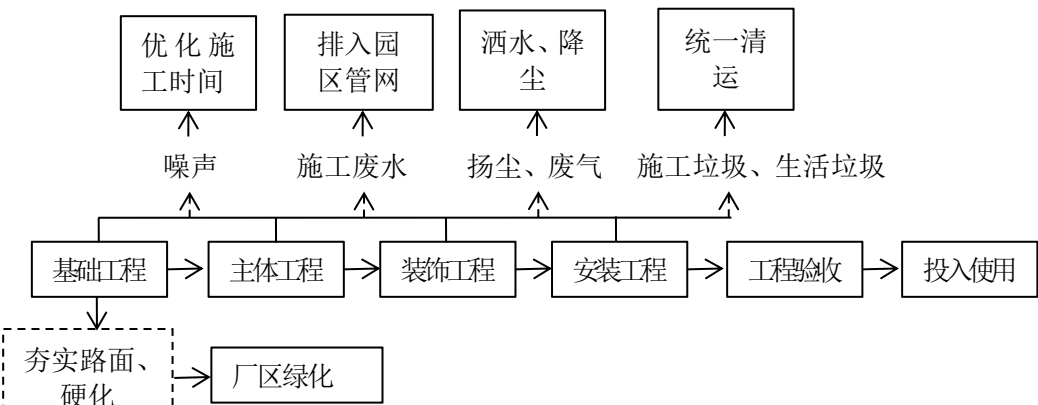 优化施 排入园 洒水、降 统一清
工时间 区管网 尘 运
噪声 施工废水 扬尘、废气 施工垃圾、生活垃圾
基础工程 主体工程 装饰工程 安装工程 工程验收 投入使用
夯实路面、
硬化
厂区绿化